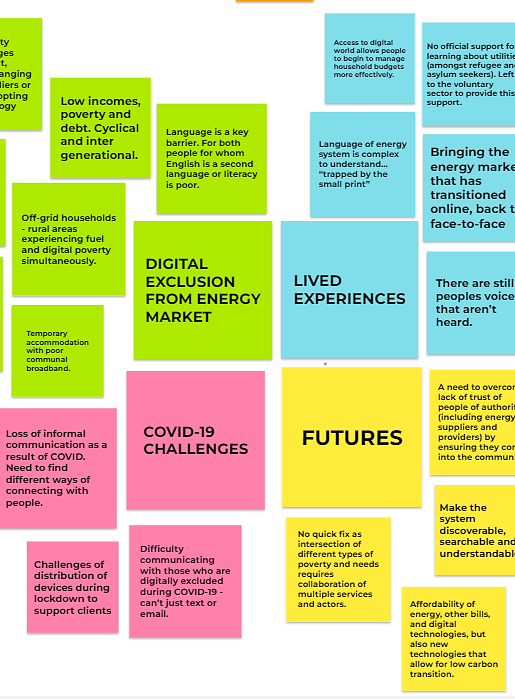 Access to digital
world allows people
to begin to manage
household budgets
more effectively.
No official support fo
learning about utilitie
(amongst refugee an
asylum seekers). Left
to the voluntary
sector to provide this
support.
ty
ges
t,
anging
liers or
opting
ogy
Low incomes,
poverty and
debt. Cyclical
and inter
generational.
Language is a key
barrier. For both
people for whom
English is a second
language or literacy
is poor.
Language of energy
system is complex
to understand...
"trapped by the
small print"
Bringing the
energy marke
that has
transitioned
online, back t
face-to-face
Off-grid households
- rural areas
experiencing fuel
and digital poverty
simultaneously.
DIGITAL
EXCLUSION
FROM ENERGY
MARKET
LIVED
EXPERIENCES
There are still
peoples voice
that aren't
heard.
Temporary
accommodation
with poor
communal
broadband.
COVID-19
CHALLENGES
FUTURES
A need to overcom
lack of trust of
people of authorit
(including energy
suppliers and
providers) by
ensuring they con
into the commun
Loss of informal
communication as a
result of COVID.
Need to find
different ways of
connecting with
people.
Make the
system
discoverable,
searchable and
understandabl
Challenges of
distribution of
devices during
lockdown to
support clients
Difficulty
communicating
with those who are
digitally excluded
during COVID-19 -
can't just text or
email.
No quick fix as
intersection of
different types of
poverty and needs
requires
collaboration of
multiple services
and actors.
Affordability of
energy, other bills,
and digital
technologies, but
also new
technologies that
allow for low carbon
transition.